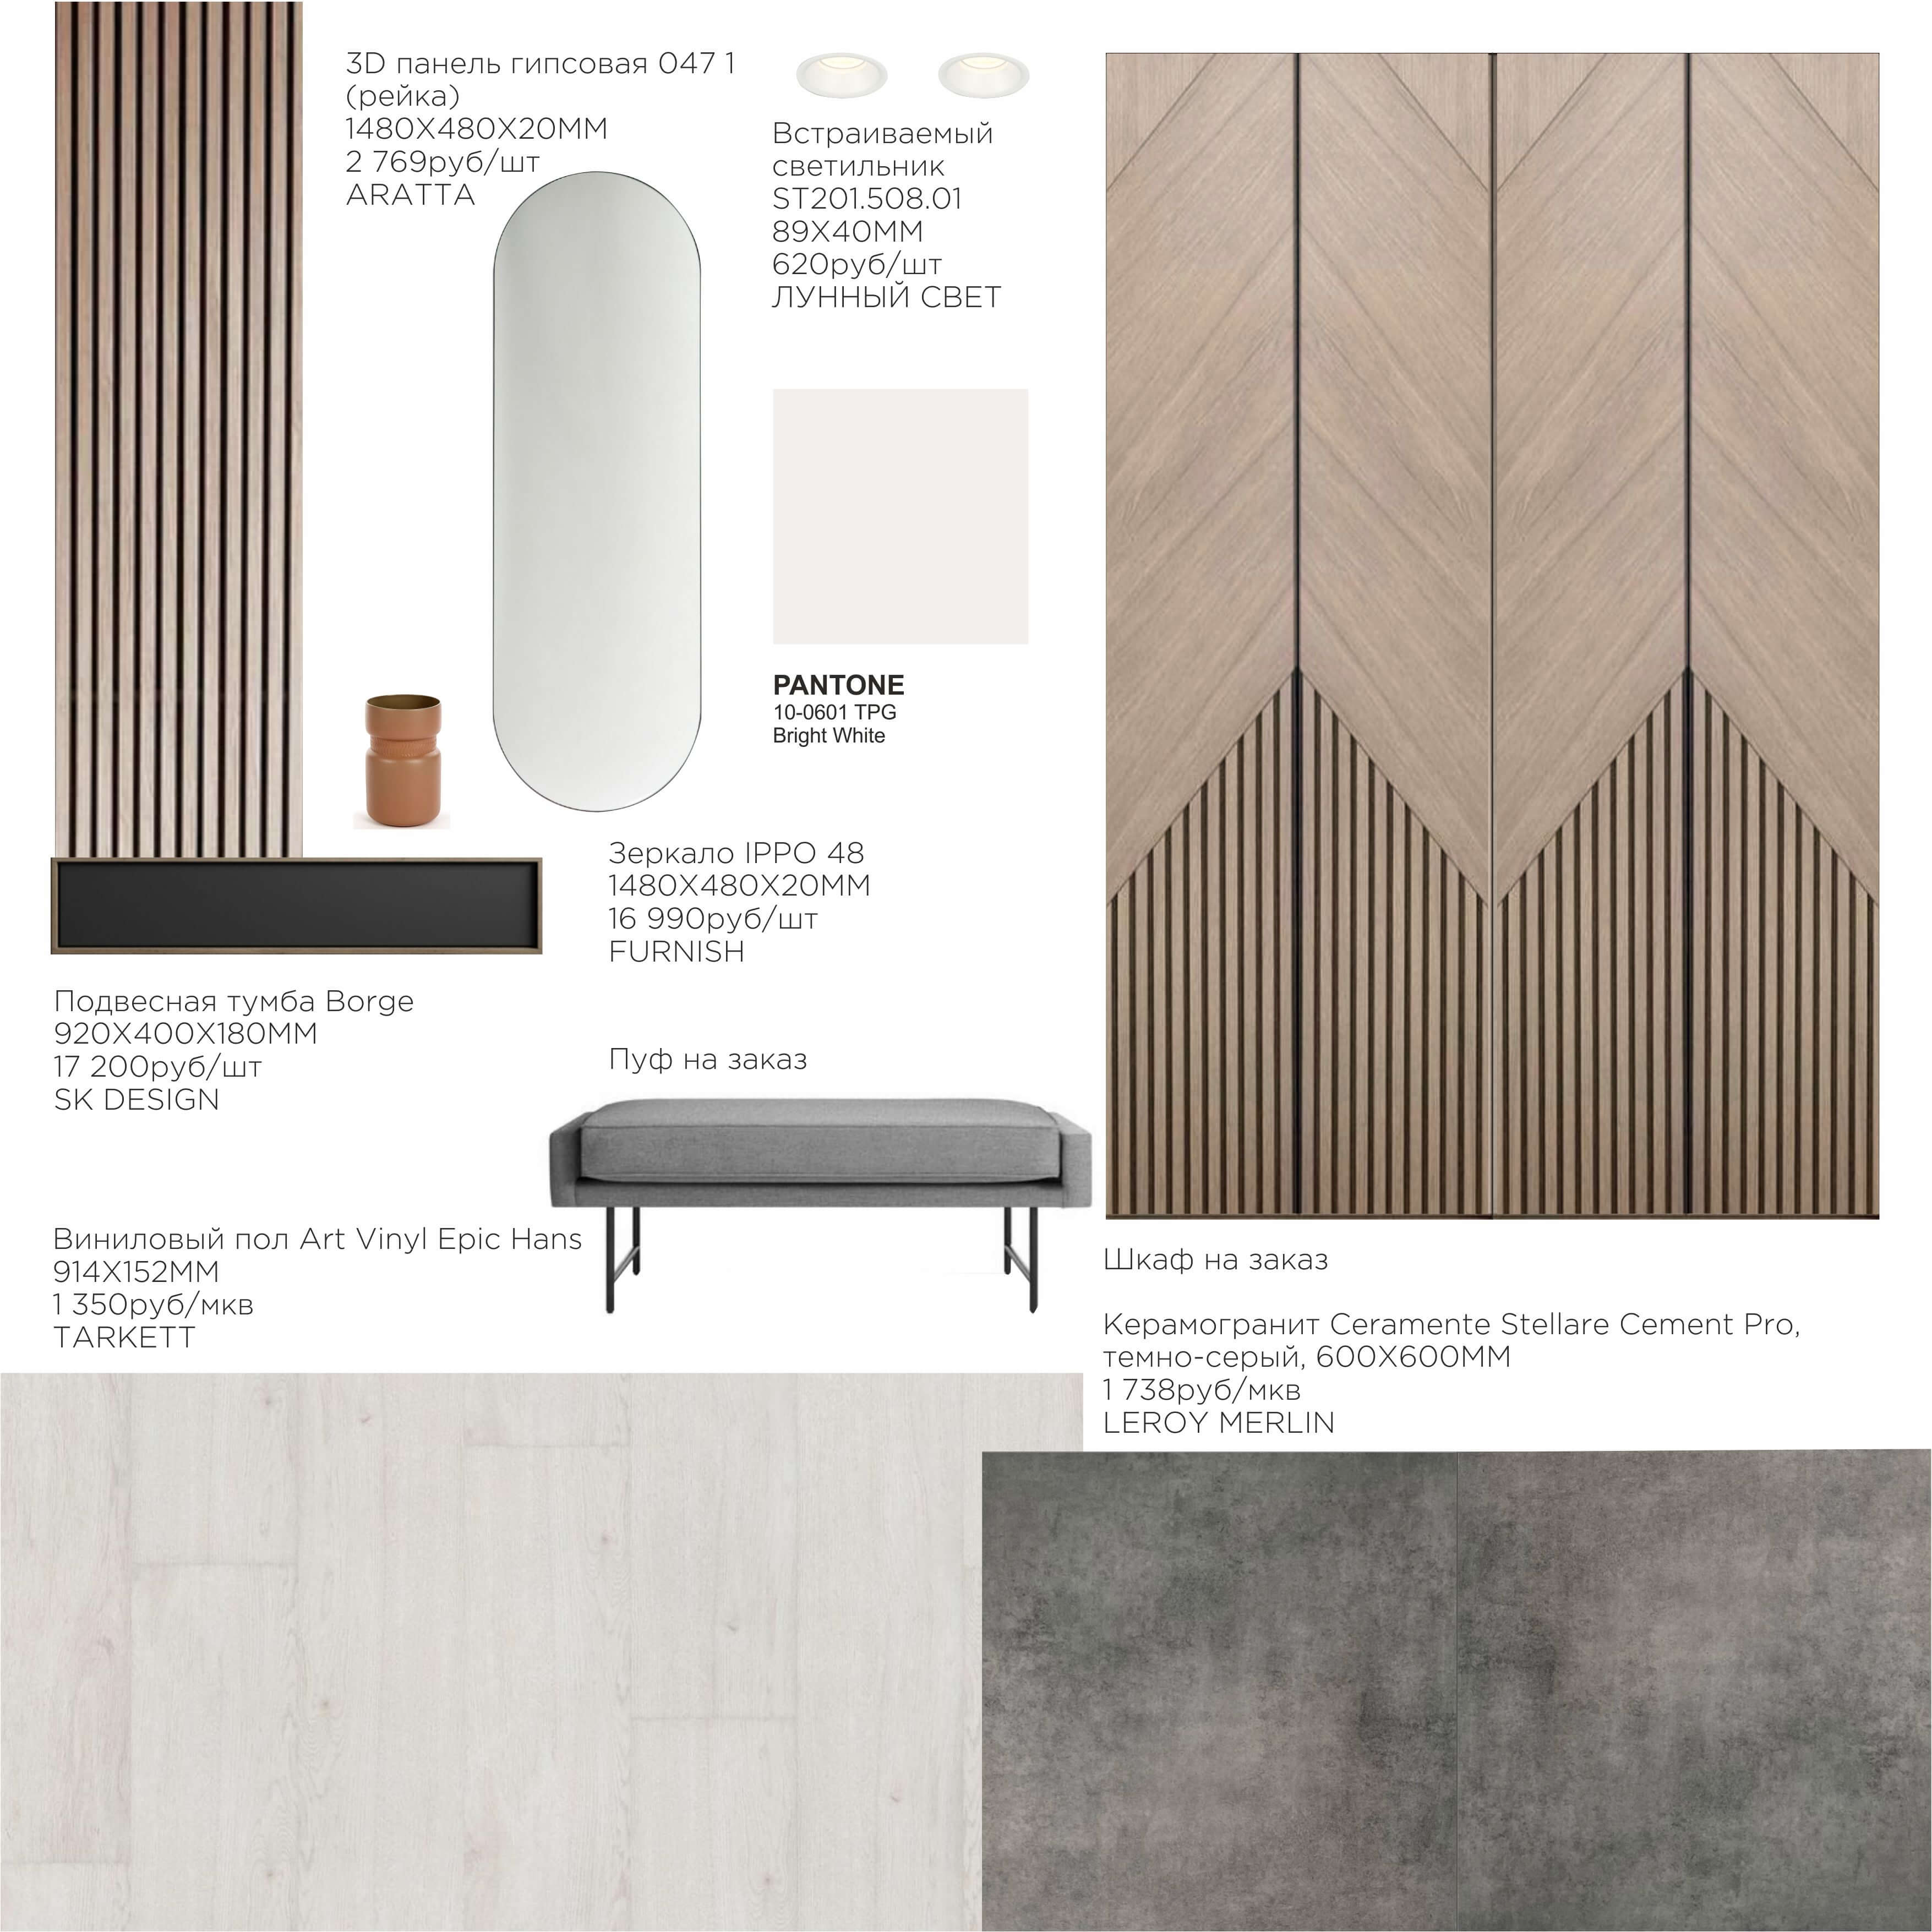 3D панель гипсовая 047 1
(рейка)
1480X480X20MM
2 769руб/шт
ARATTA
Встраиваемый
светильник
ST201.508.01
89X40MM
620руб/шт
ЛУННЫЙ СВЕТ
PANTONE
10-0601 TPG
Bright White
Зеркало IPPO 48
1480X480X20MM
16 990руб/шт
FURNISH
Подвесная тумба Borge
920X400X180MM
17 200руб/шт
SK DESIGN
Пуф на заказ
Виниловый пол Art Vinyl Epic Hans
914X152MM
1 350руб/мкв
TARKETT
Шкаф на заказ
Керамогранит Ceramente Stellare Cement Pro,
темно-серый, 600X600MM
1 738руб/мкв
LEROY MERLIN